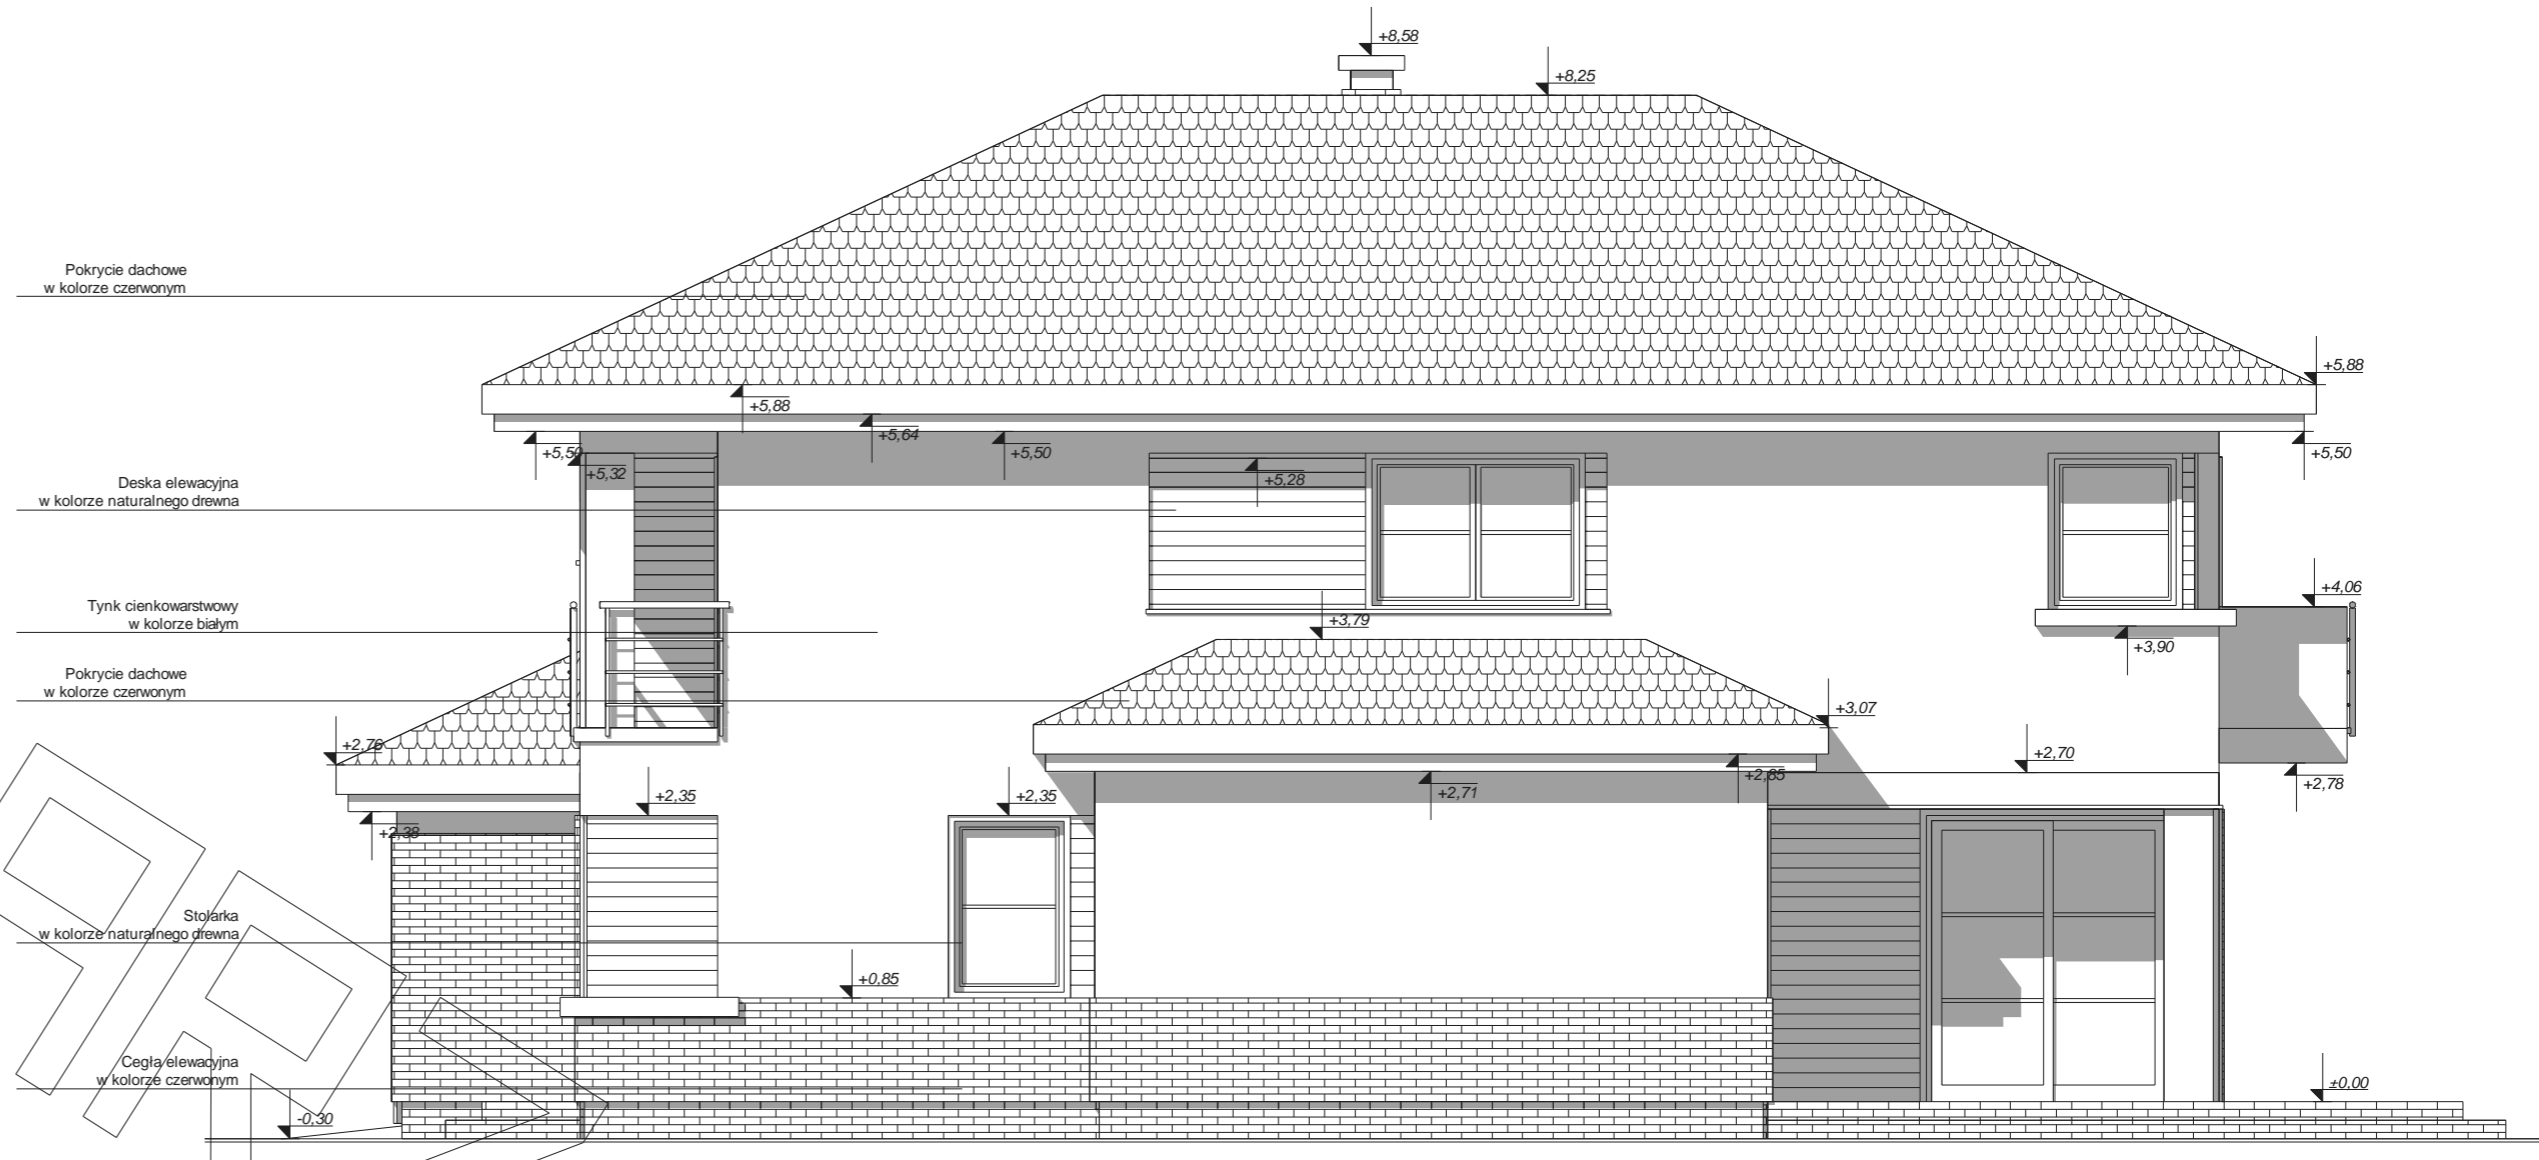 +8,58
+8,25
Pokrycie dachowe
w kolorze czerwonym
+5,88
+5,88
+5,64
+5,50
+5,50
+5,50
+5,32
+5,28
Deska elewacyjna
w kolorze naturalnego drewna
+4,06
Tynk cienkowarstwowy
w kolorze białym
+3,79
+3,90
Pokrycie dachowe
w kolorze czerwonym
+3,07
+2,76
+2,70
+2,85
+2,78
+2,71
+2,35
+2,35
+2,38
Stolarka
w kolorze naturalnego drewna
+0,85
Cegła elewacyjna
w kolorze czerwonym
±0,00
-0,30